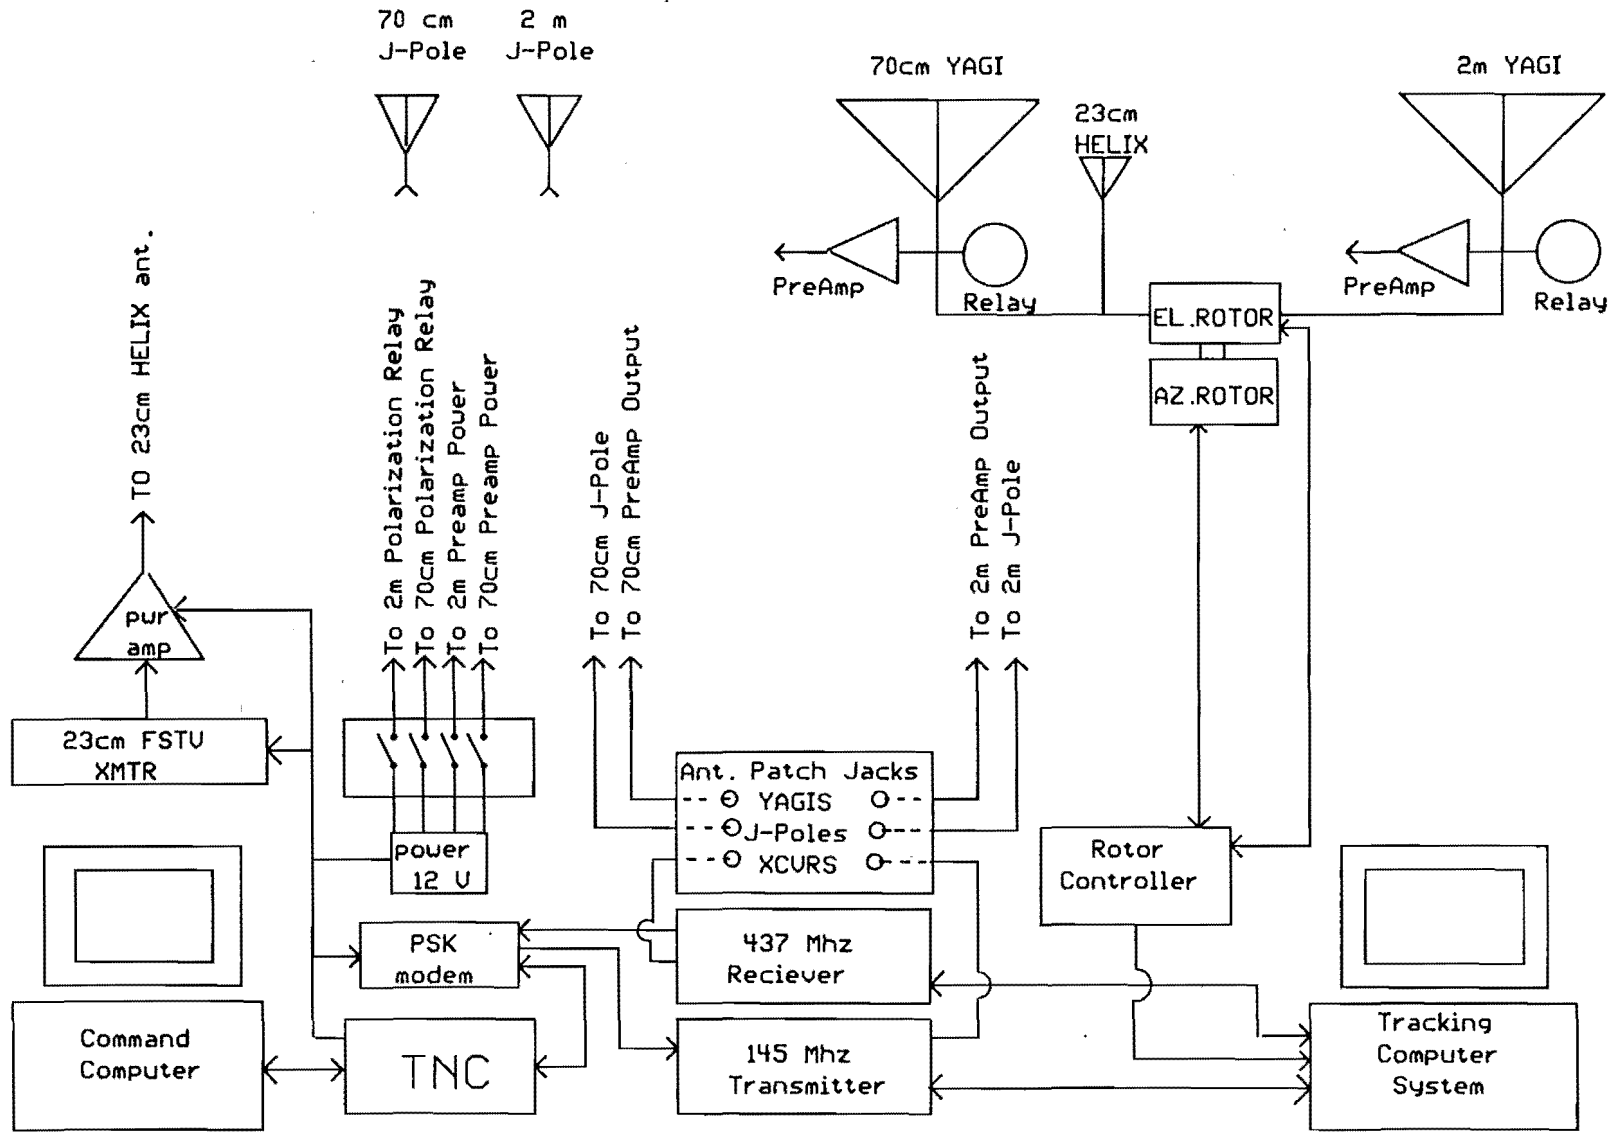 70 cm
J-Pole
2 m
J-Pole
70cm YAGI
2m YAGI
23cm
HELIX
PreAmp
Relay
PreAmp
Relay
EL.ROTOR
AZ.ROTOR
TO 23cm HELIX ant.
To 2m Polarization Relay
To 70cm Polarization Relay
To 2m Preamp Power
To 70cm Preamp Power
To 70cm J-Pole
To 70cm PreAmp Output
To 2m PreAmp Output
To 2m J-Pole
pwr
amp
23cm FSTV
XMTR
Ant. Patch Jacks
YAGIS
J-Poles
XCVRS
power
12 V
Rotor
Controller
PSK
modem
437 Mhz
Reciever
Command
Computer
TNC
145 Mhz
Transmitter
Tracking
Computer
System